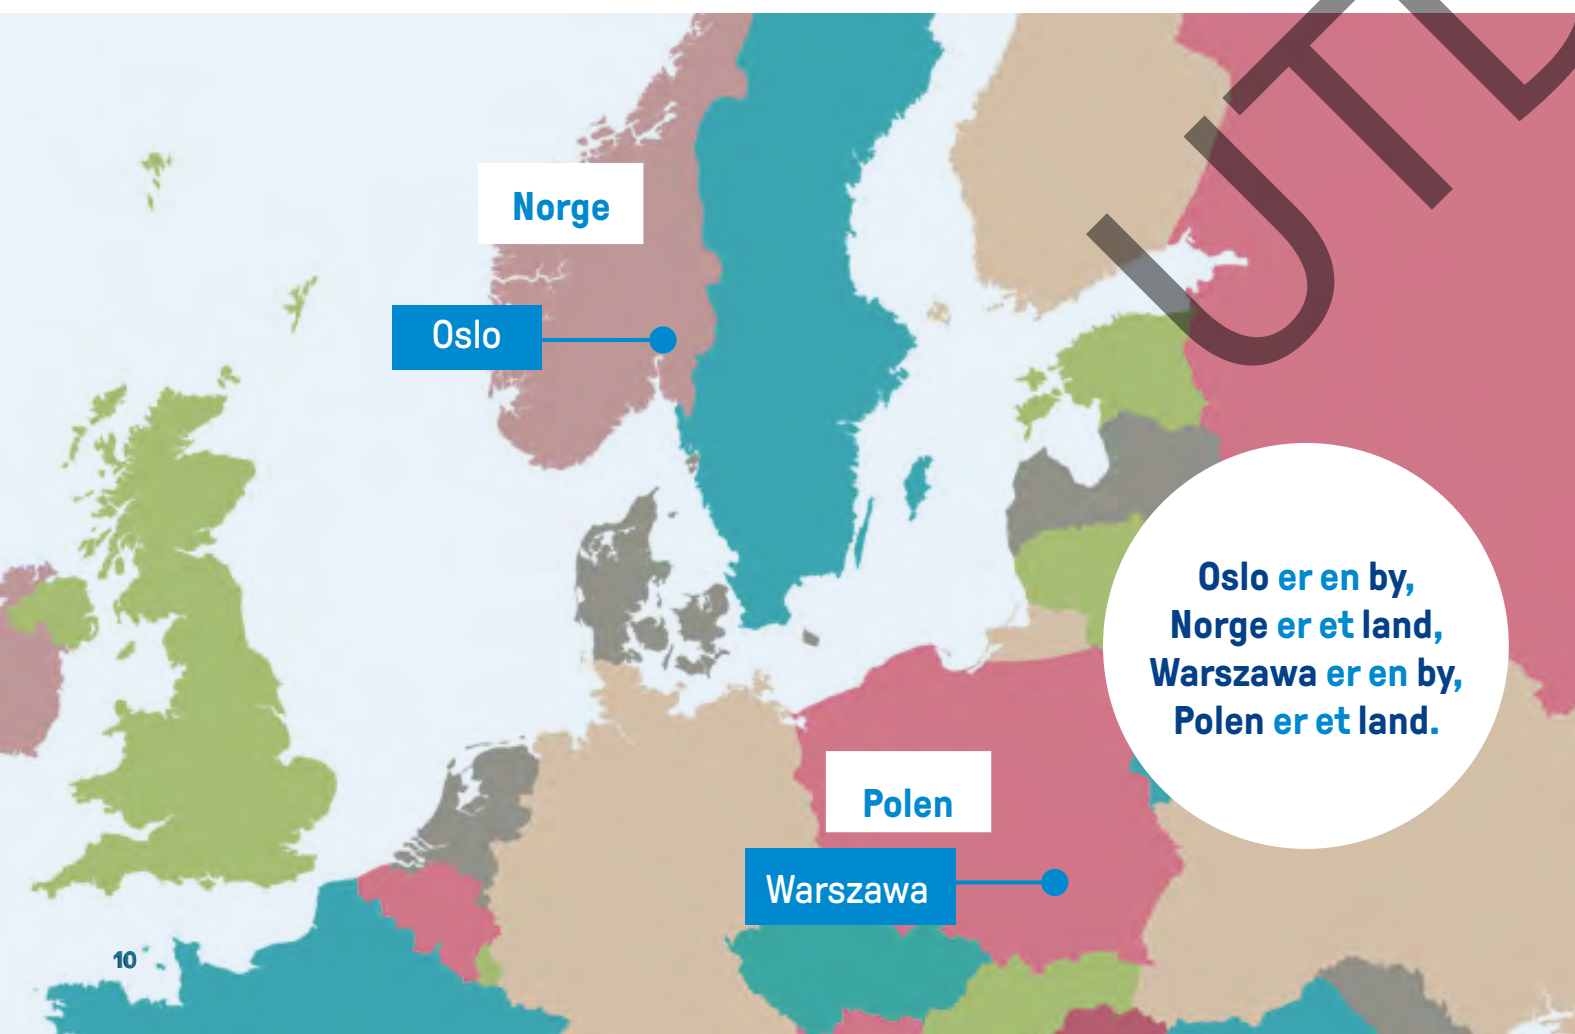 Norge
Oslo
Oslo er en by,
Norge er et land,
Warszawa er en by,
Polen er et land.
Polen
Warszawa
10